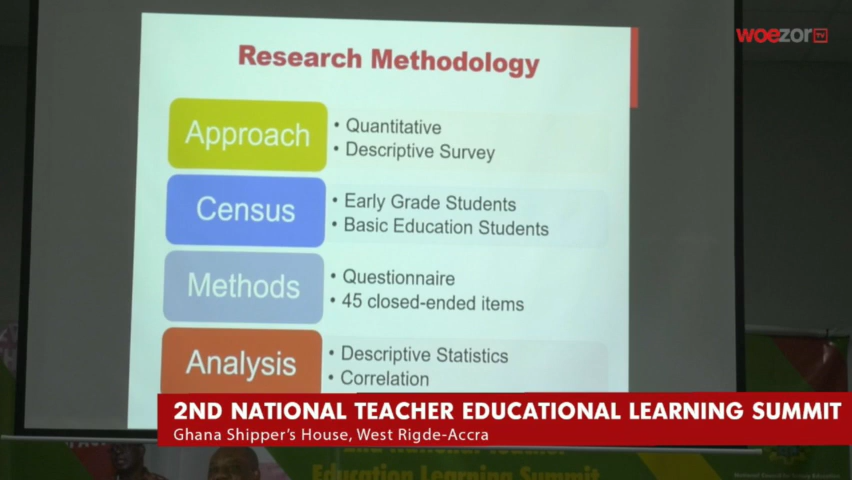 woezor TV
Research Methodology
Approach
• Quantitative
• Descriptive Survey
Census
• Early Grade Students
• Basic Education Students
Methods
• Questionnaire
• 45 closed-ended items
Analysis
• Descriptive Statistics
• Correlation
2ND NATIONAL TEACHER EDUCATIONAL LEARNING SUMMIT
Ghana Shipper's House, West Rigde-Accra
Education Learning Summit